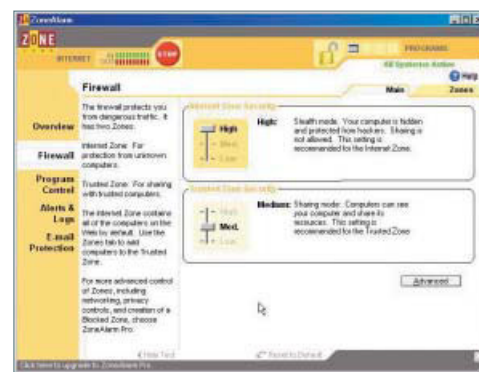 ZoneAlarm
ZONE
INTERNET
STOP
PROGRAMS
All Systems Active
Help
Firewall
Main
Zones
Overview
Firewall
Program
Control
Alerts &
Logs
E-mail
Protection
The firewall protects you
from dangerous traffic. It
has two Zones:
Internet Zone: For
protection from unknown
computers.
Trusted Zone: For sharing
with trusted computers.
The Internet Zone contains
all of the computers on the
Web by default. Use the
Zones tab to add
computers to the Trusted
Zone.
For more advanced control
of Zones, including
networking, privacy
controls, and creation of a
Blocked Zone, choose
ZoneAlarm Pro.
Internet Zone Security
High
Med.
Low
High:
Stealth mode. Your computer is hidden
and protected from hackers. Sharing is
not allowed. This setting is
recommended for the Internet Zone.
Trusted Zone Security
High
Med.
Low
Medium:
Sharing mode. Computers can see
your computer and share its
resources. This setting is
recommended for the Trusted Zone.
Advanced
Hide Text
Reset to Default
Click here to upgrade to ZoneAlarm Pro.